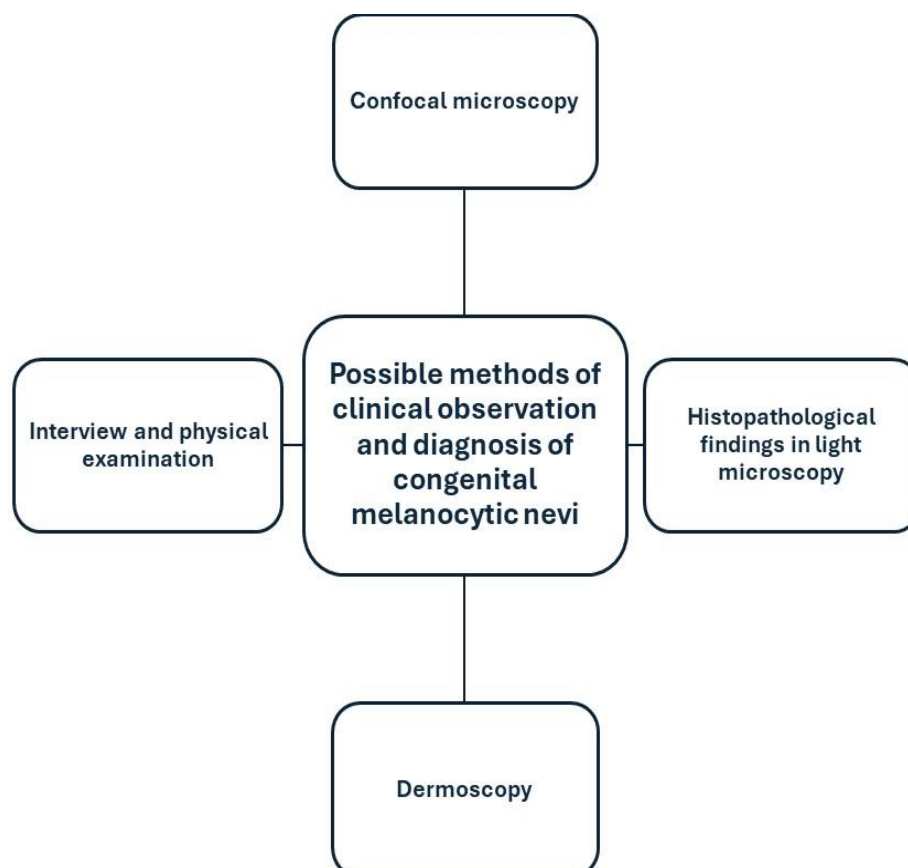 Confocal microscopy
Interview and physical
examination
Possible methods of
clinical observation
and diagnosis of
congenital
melanocytic nevi
Histopathological
findings in light
microscopy
Dermoscopy